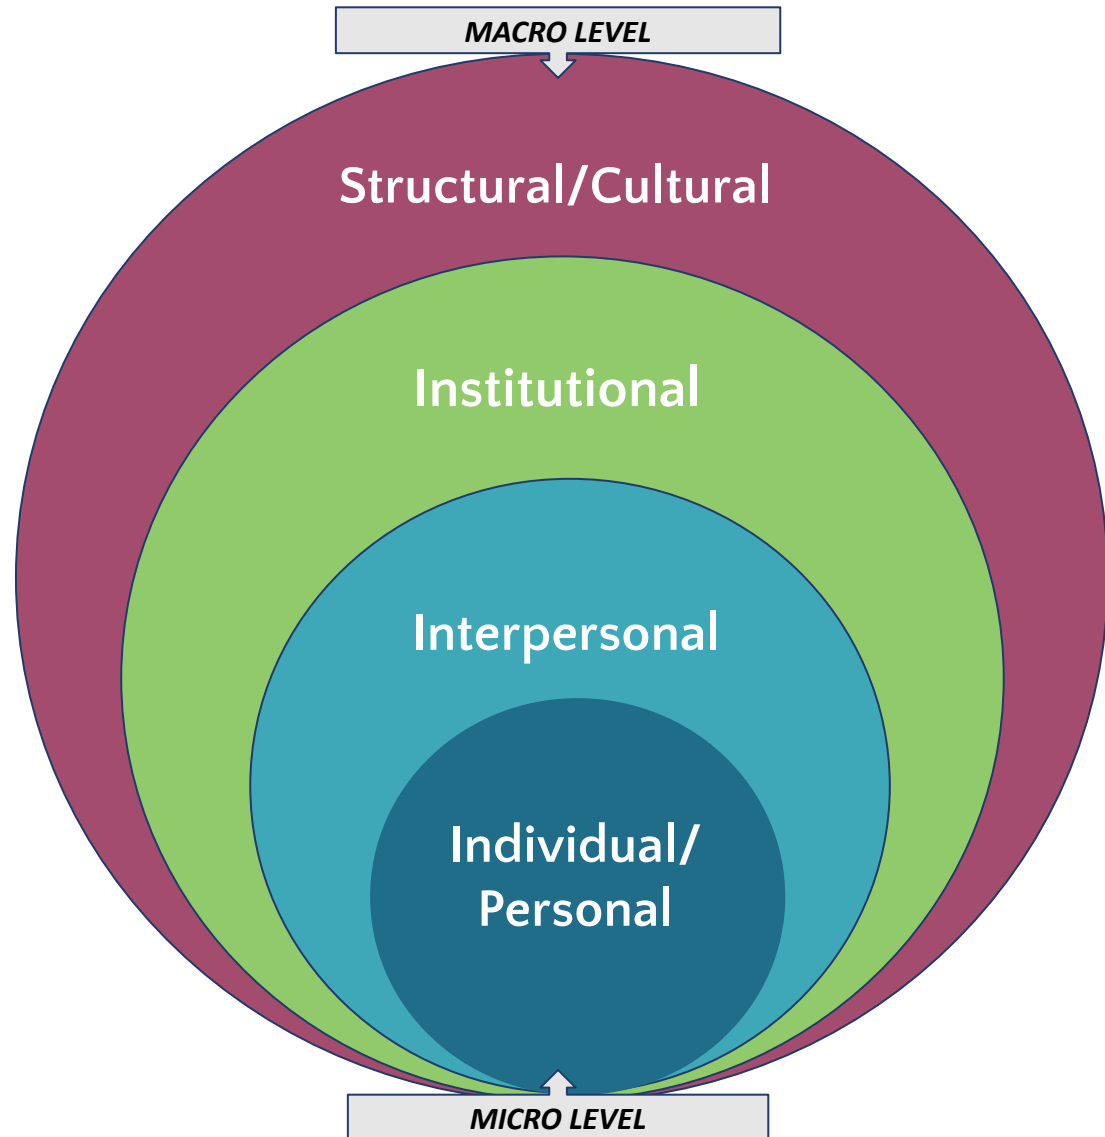 MACRO LEVEL
Structural/Cultural
Institutional
Interpersonal
Individual/
Personal
MICRO LEVEL